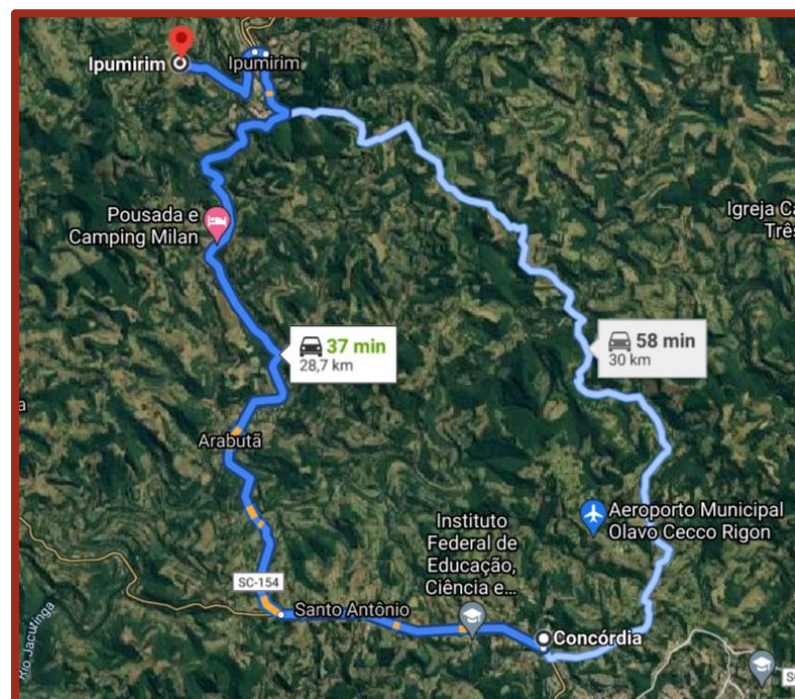 Ipumirim
Ipumirim
Pousada e
Camping Milan
Igreja Ca
Três
37 min
28,7 km
58 min
30 km
a
Arabutã
Aeroporto Municipal
Olavo Cecco Rigon
Instituto
Federal de
Educação,
Ciência e...
SC-154
Santo Antônio
Concórdia
Rio Jacutinga
S